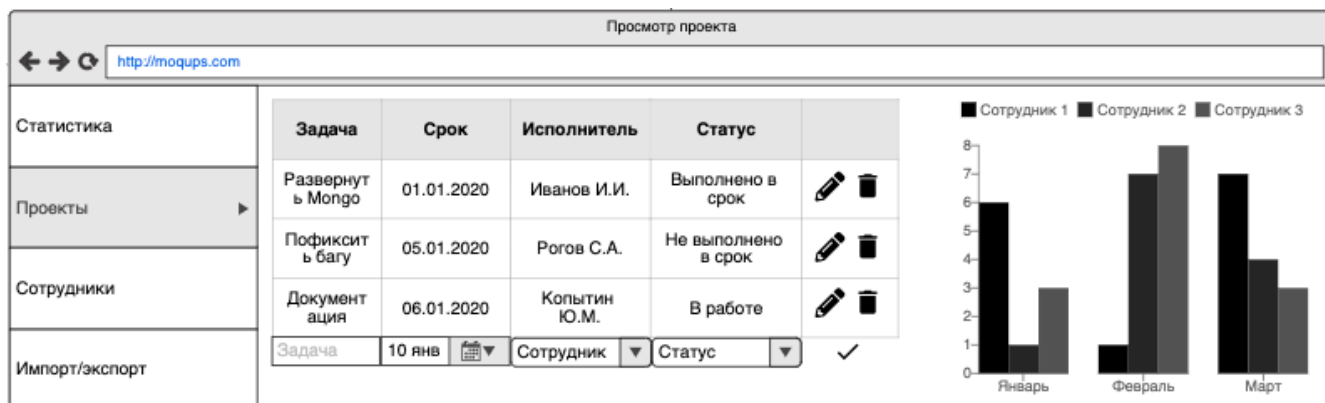 Просмотр проекта
http://moqups.com
Статистика
Проекты
Сотрудники
Импорт/экспорт
Задача Срок Исполнитель Статус
Развернут
ь Mongo
01.01.2020
Иванов И.И.
Выполнено в
срок
Пофиксит
ь багу
05.01.2020
Рогов С.А.
Не выполнено
в срок
Документ
ация
06.01.2020
Копытин
Ю.М.
В работе
Задача 10 янв Сотрудник Статус
Сотрудник 1 Сотрудник 2 Сотрудник 3
8
7
6
5
4
3
2
1
0
Январь Февраль Март